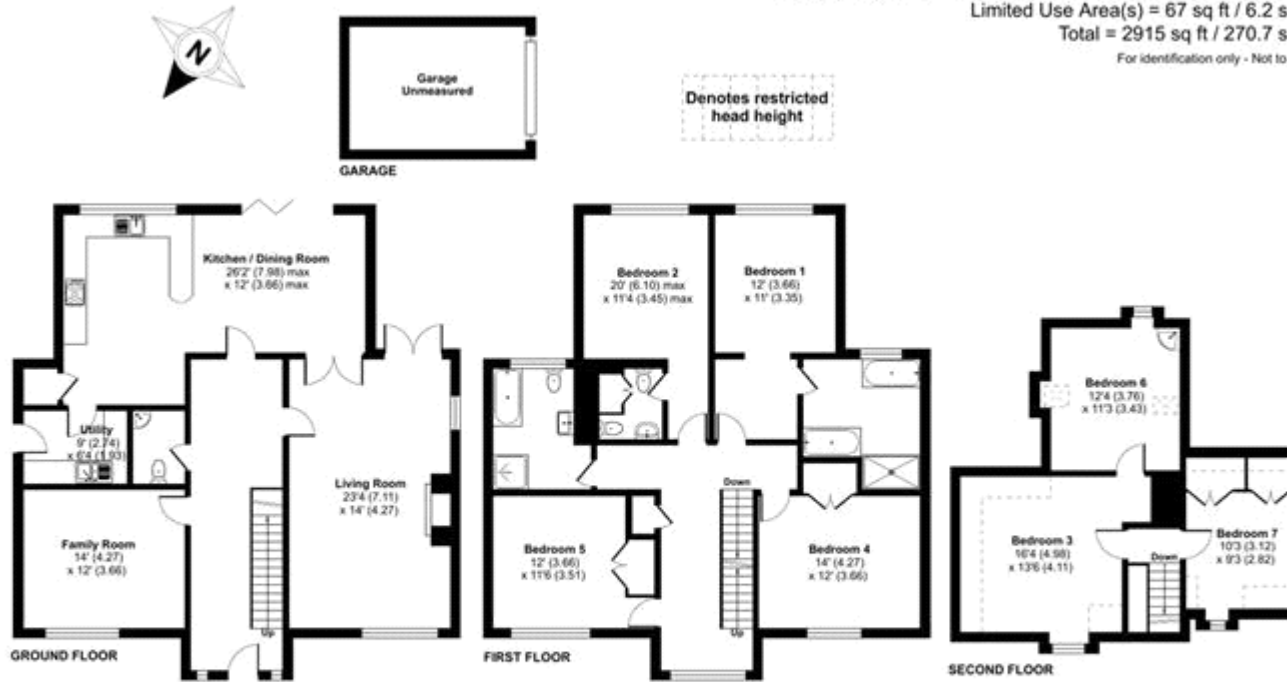 Limited Use Area(s) = 67 sq ft / 6.2 s
Total = 2915 sq ft / 270.7 s
For identification only - Not to
N
Garage
Unmeasured
GARAGE
Denotes restricted
head height
Kitchen / Dining Room
26'2" (7.98) max
x 12' (3.66) max
Utility
9' (2.74)
x 6'4 (1.93)
Family Room
14' (4.27)
x 12' (3.66)
Living Room
23'4 (7.11)
x 14' (4.27)
Up
GROUND FLOOR
Bedroom 2
20' (6.10) max
x 11'4 (3.45) max
Bedroom 1
12' (3.66)
x 11' (3.35)
Down
Bedroom 5
12' (3.66)
x 11'6 (3.51)
Bedroom 4
14' (4.27)
x 12' (3.66)
Up
FIRST FLOOR
Bedroom 6
12'4 (3.76)
x 11'3 (3.43)
Bedroom 3
16'4 (4.98)
x 13'6 (4.11)
Down
Bedroom 7
10'3 (3.12)
x 9'3 (2.82)
SECOND FLOOR